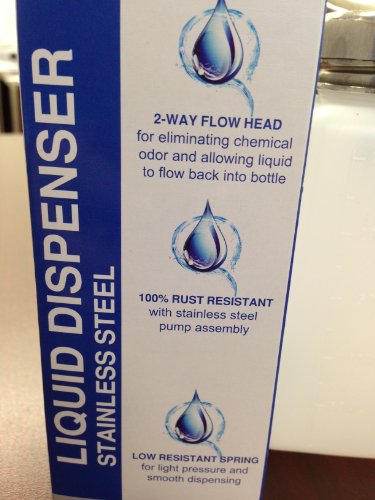 LIQUID DISPENSER
STAINLESS STEEL
2-WAY FLOW HEAD
for eliminating chemical
odor and allowing liquid
to flow back into bottle
100% RUST RESISTANT
with stainless steel
pump assembly
LOW RESISTANT SPRING
for light pressure and
smooth dispensing